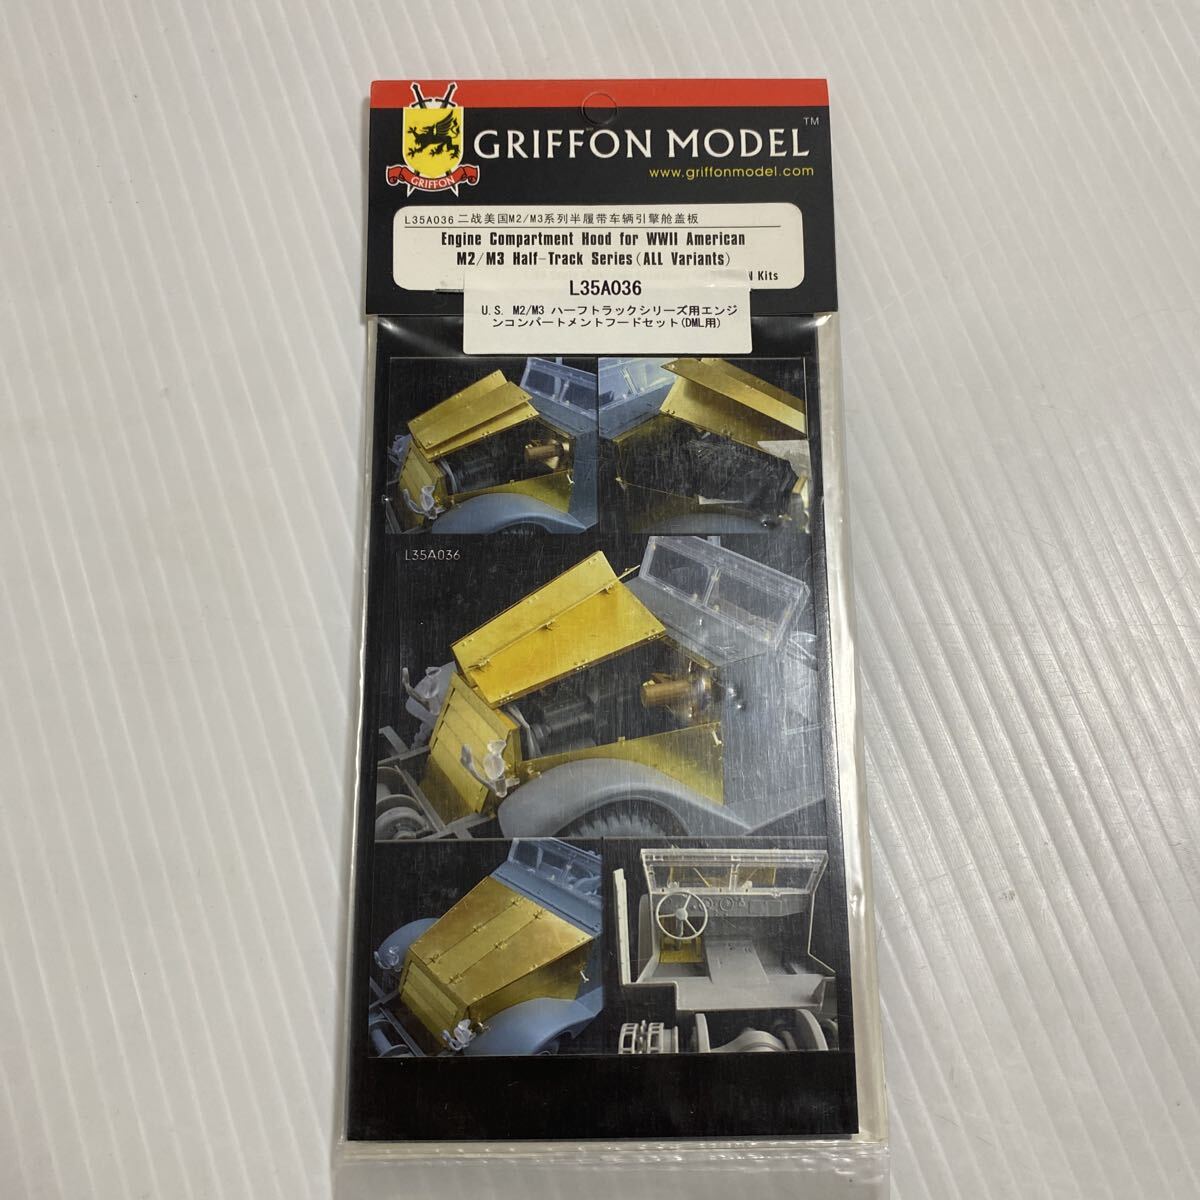 GRIFFON MODEL™
GRIFFON
www.griffonmodel.com
L35A036 二战美国M2/M3系列半履带车辆引擎舱盖板
Engine Compartment Hood for WWII American
M2/M3 Half-Track Series(ALL Variants)
Kits
L35A036
U.S. M2/M3 ハーフトラックシリーズ用エンジ
ンコンパートメントフードセット(DML用)
L35A036